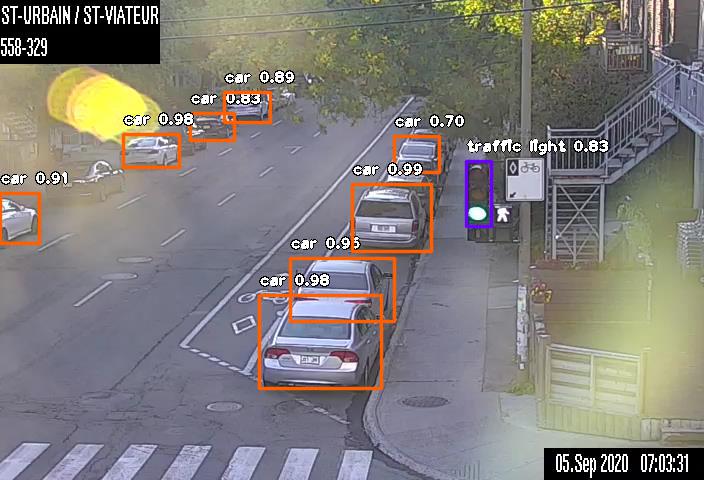 ST-URBAIN / ST-VIATEUR
558-329
car 0.89
car 0.83
car 0.98
car 0.70
traffic light 0.83
car 0.99
car 0.91
car 0.95
car 0.98
05.Sep 2020 07:03:31